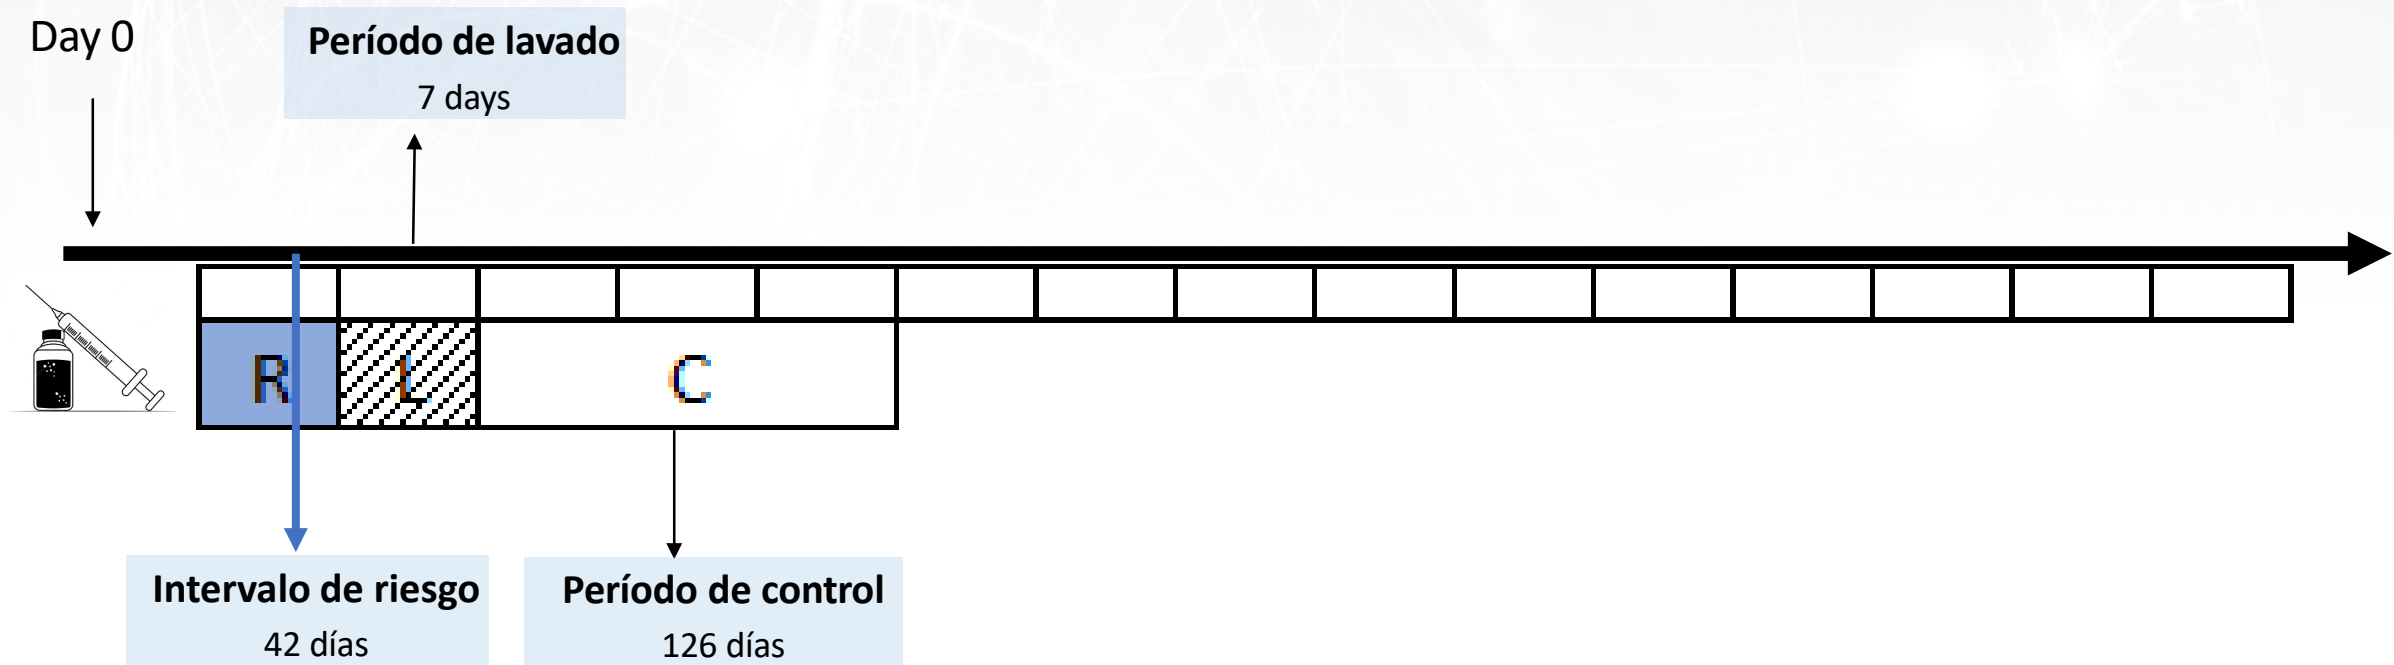 Day 0
Período de lavado
7 days
R
L
C
Intervalo de riesgo
42 días
Período de control
126 días